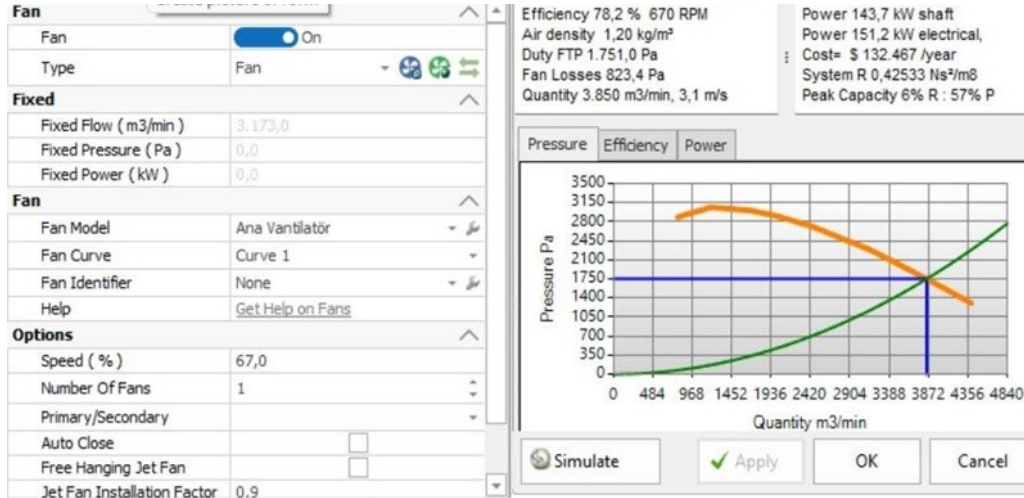 Fan
Fan On
Type Fan
Fixed
Fixed Flow ( m3/min ) 3.173,0
Fixed Pressure ( Pa ) 0,0
Fixed Power ( kW ) 0,0
Fan
Fan Model Ana Vantilatör
Fan Curve Curve 1
Fan Identifier None
Help Get Help on Fans
Options
Speed ( % ) 67,0
Number Of Fans 1
Primary/Secondary
Auto Close
Free Hanging Jet Fan
Jet Fan Installation Factor 0,9
Efficiency 78,2 % 670 RPM
Air density 1,20 kg/m³
Duty FTP 1.751,0 Pa
Fan Losses 823,4 Pa
Quantity 3.850 m3/min, 3,1 m/s
Power 143,7 kW shaft
Power 151,2 kW electrical,
Cost= $ 132.467 /year
System R 0,42533 Ns²/m8
Peak Capacity 6% R : 57% P
Pressure Efficiency Power
Pressure Pa
3500
3150
2800
2450
2100
1750
1400
1050
700
350
0
0 484 968 1452 1936 2420 2904 3388 3872 4356 4840
Quantity m3/min
Simulate Apply OK Cancel